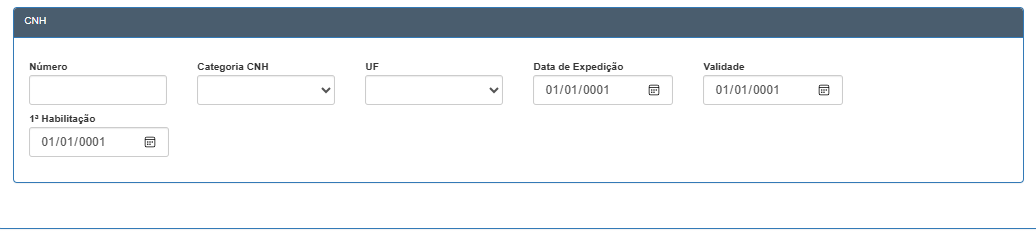 CNH
Número Categoria CNH UF Data de Expedição Validade
01/01/0001 01/01/0001
1ª Habilitação
01/01/0001